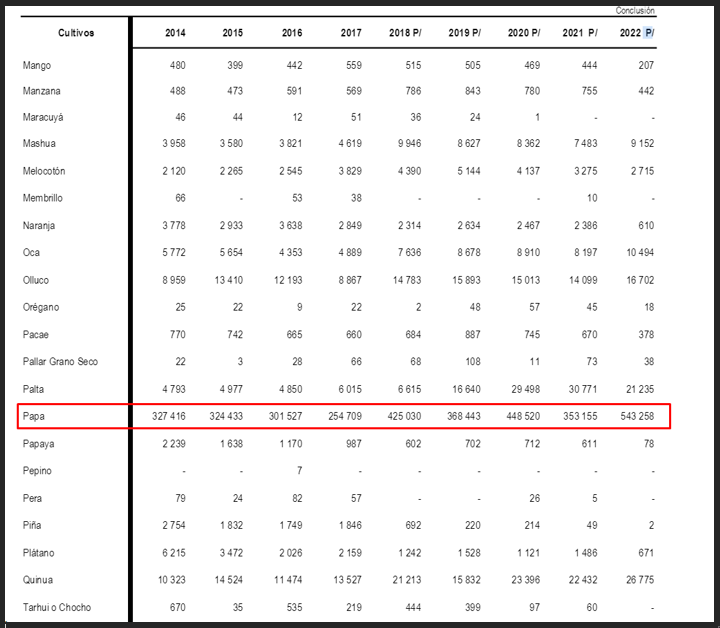 Conclusión
Cultivos 2014 2015 2016 2017 2018 P/ 2019 P/ 2020 P/ 2021 P/ 2022 P/
Mango 480 399 442 559 515 505 469 444 207
Manzana 488 473 591 569 786 843 780 755 442
Maracuyá 46 44 12 51 36 24 1 - -
Mashua 3 958 3 580 3 821 4 619 9 946 8 627 8 362 7 483 9 152
Melocotón 2 120 2 265 2 545 3 829 4 390 5 144 4 137 3 275 2 715
Membrillo 66 - 53 38 - - - 10 -
Naranja 3 778 2 933 3 638 2 849 2 314 2 634 2 467 2 386 610
Oca 5 772 5 654 4 353 4 889 7 636 8 678 8 910 8 197 10 494
Olluco 8 959 13 410 12 193 8 867 14 783 15 893 15 013 14 099 16 702
Orégano 25 22 9 22 2 48 57 45 18
Pacae 770 742 665 660 684 887 745 670 378
Pallar Grano Seco 22 3 28 66 68 108 11 73 38
Palta 4 793 4 977 4 850 6 015 6 615 16 640 29 498 30 771 21 235
Papa 327 416 324 433 301 527 254 709 425 030 368 443 448 520 353 155 543 258
Papaya 2 239 1 638 1 170 987 602 702 712 611 78
Pepino - - 7
Pera 79 24 82 57 - - 26 5 -
Piña 2 754 1 832 1 749 1 846 692 220 214 49 2
Plátano 6 215 3 472 2 026 2 159 1 242 1 528 1 121 1 486 671
Quinua 10 323 14 524 11 474 13 527 21 213 15 832 23 396 22 432 26 775
Tarhui o Chocho 670 35 535 219 444 399 97 60 -